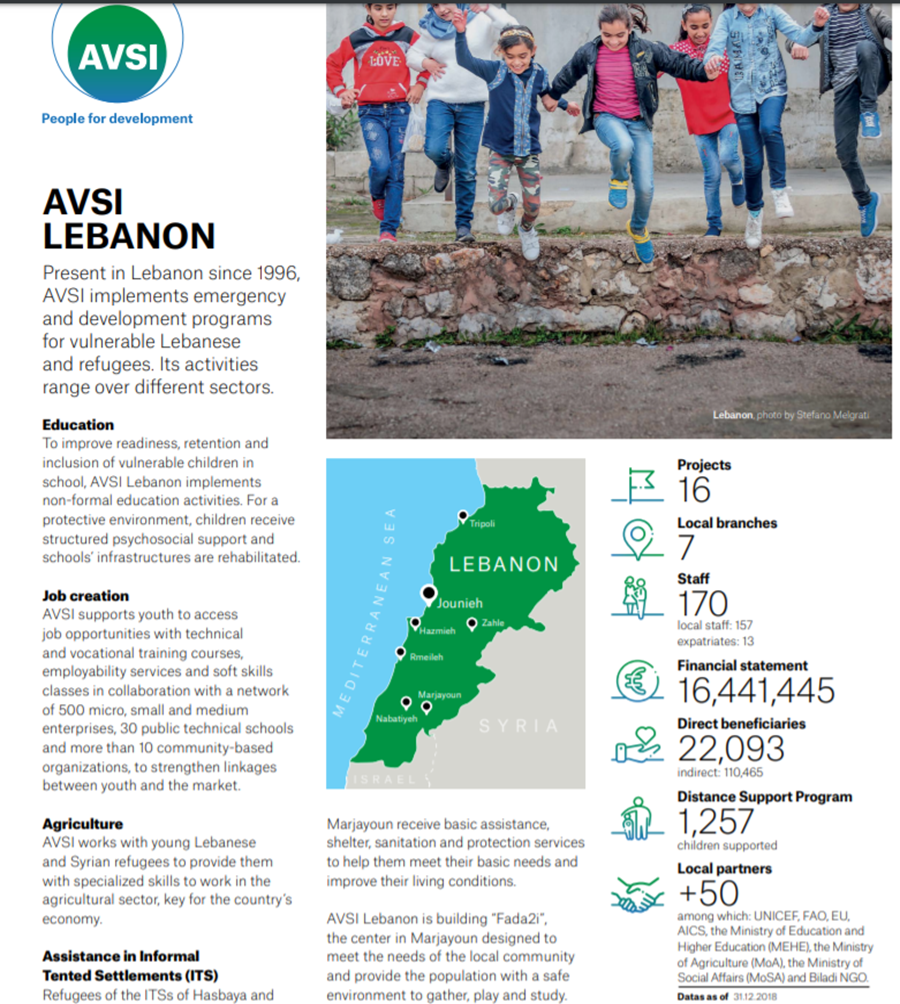 AVSI
People for development
AVSI
LEBANON
Present in Lebanon since 1996,
AVSI implements emergency
and development programs
for vulnerable Lebanese
and refugees. Its activities
range over different sectors.
Education
To improve readiness, retention and
inclusion of vulnerable children in
school, AVSI Lebanon implements
non-formal education activities. For a
protective environment, children receive
structured psychosocial support and
schools' infrastructures are rehabilitated.
Job creation
AVSI supports youth to access
job opportunities with technical
and vocational training courses,
employability services and soft skills
classes in collaboration with a network
of 500 micro, small and medium
enterprises, 30 public technical schools
and more than 10 community-based
organizations, to strengthen linkages
between youth and the market.
Agriculture
AVSI works with young Lebanese
and Syrian refugees to provide them
with specialized skills to work in the
agricultural sector, key for the country's
economy.
Assistance in Informal
Tented Settlements (ITS)
Refugees of the ITSs of Hasbaya and
LOVE
Lebanon, photo by Stefano Melgrati
MEDITERRANEAN SEA
Tripoli
LEBANON
Jounieh
Hazmieh
Zahle
Rmeileh
Marjayoun
Nabatiyeh
SYRIA
ISRAEL
Marjayoun receive basic assistance,
shelter, sanitation and protection services
to help them meet their basic needs and
improve their living conditions.
AVSI Lebanon is building "Fada2i",
the center in Marjayoun designed to
meet the needs of the local community
and provide the population with a safe
environment to gather, play and study.
Projects
16
Local branches
7
Staff
170
local staff: 157
expatriates: 13
€
Financial statement
16,441,445
Direct beneficiaries
22,093
indirect: 110,465
Distance Support Program
1,257
children supported
Local partners
+50
among which: UNICEF, FAO, EU,
AICS, the Ministry of Education and
Higher Education (MEHE), the Ministry
of Agriculture (MoA), the Ministry of
Social Affairs (MoSA) and Biladi NGO.
Datas as of 31.12.2018